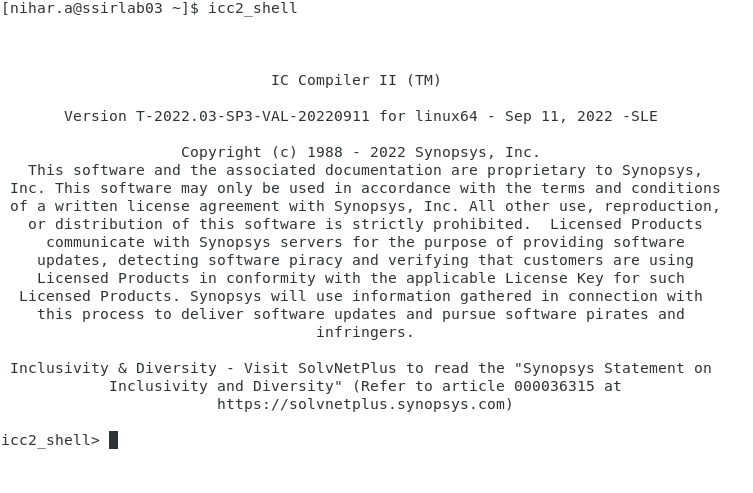 [nihar.a@ssirlab03 ~]$ icc2_shell
IC Compiler II (TM)
Version T-2022.03-SP3-VAL-20220911 for linux64 - Sep 11, 2022 -SLE
Copyright (c) 1988 - 2022 Synopsys, Inc.
This software and the associated documentation are proprietary to Synopsys,
Inc. This software may only be used in accordance with the terms and conditions
of a written license agreement with Synopsys, Inc. All other use, reproduction,
or distribution of this software is strictly prohibited.  Licensed Products
communicate with Synopsys servers for the purpose of providing software
updates, detecting software piracy and verifying that customers are using
Licensed Products in conformity with the applicable License Key for such
Licensed Products. Synopsys will use information gathered in connection with
this process to deliver software updates and pursue software pirates and
infringers.
Inclusivity & Diversity - Visit SolvNetPlus to read the "Synopsys Statement on
Inclusivity and Diversity" (Refer to article 000036315 at
https://solvnetplus.synopsys.com)
icc2_shell>